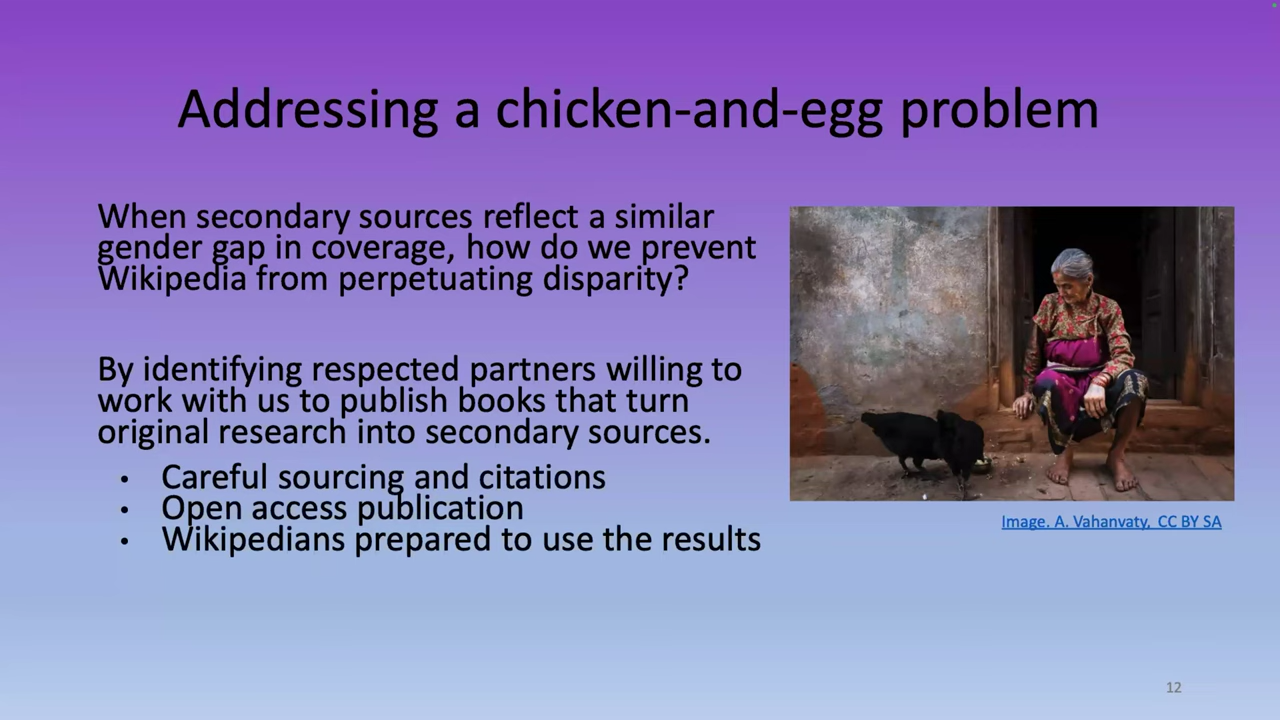 Addressing a chicken-and-egg problem
When secondary sources reflect a similar
gender gap in coverage, how do we prevent
Wikipedia from perpetuating disparity?
By identifying respected partners willing to
work with us to publish books that turn
original research into secondary sources.
• Careful sourcing and citations
• Open access publication
• Wikipedians prepared to use the results
Image. A. Vahanvaty, CC BY SA
12